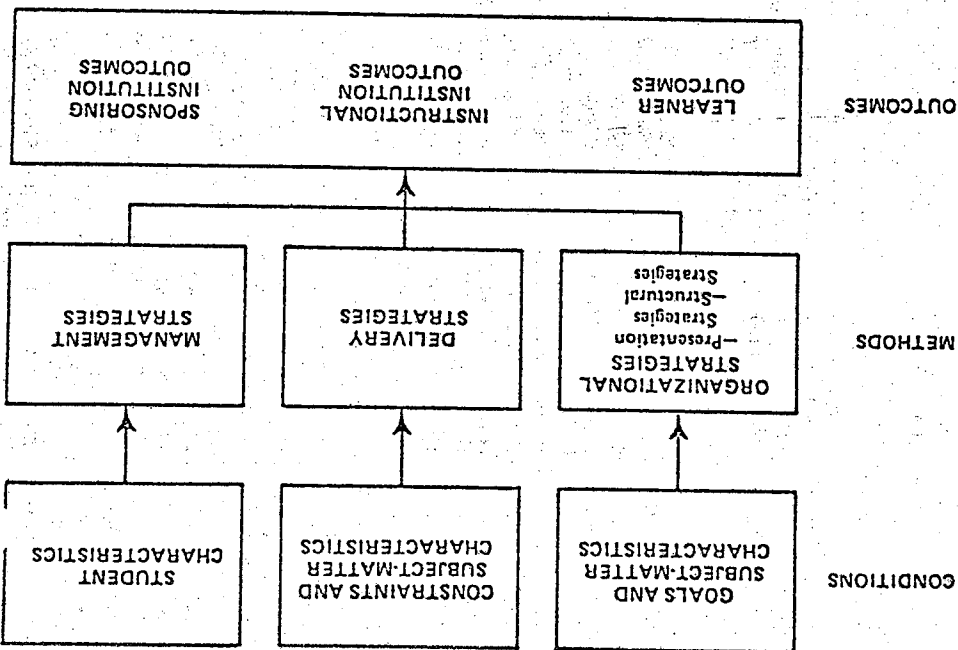 CONDITIONS
GOALS AND
SUBJECT-MATTER
CHARACTERISTICS
CONSTRAINTS AND
SUBJECT-MATTER
CHARACTERISTICS
STUDENT
CHARACTERISTICS
METHODS
ORGANIZATIONAL
STRATEGIES
—Presentation
Strategies
—Structural
Strategies
DELIVERY
STRATEGIES
MANAGEMENT
STRATEGIES
OUTCOMES
LEARNER
OUTCOMES
INSTRUCTIONAL
INSTITUTION
OUTCOMES
SPONSORING
INSTITUTION
OUTCOMES